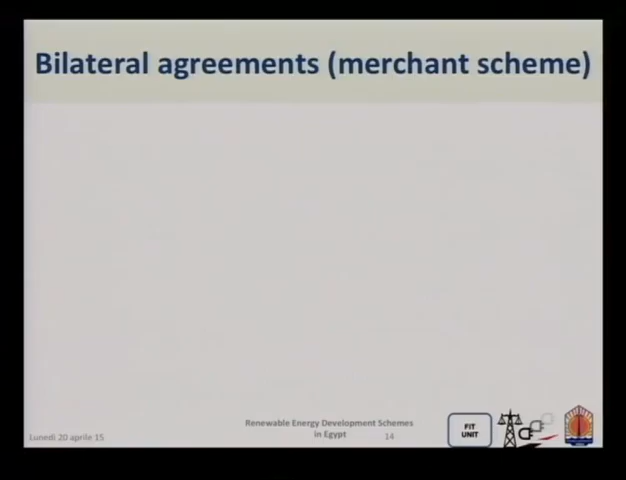 Bilateral agreements (merchant scheme)
Lunedì 20 aprile 15
Renewable Energy Development Schemes
in Egypt
14
FIT
UNIT